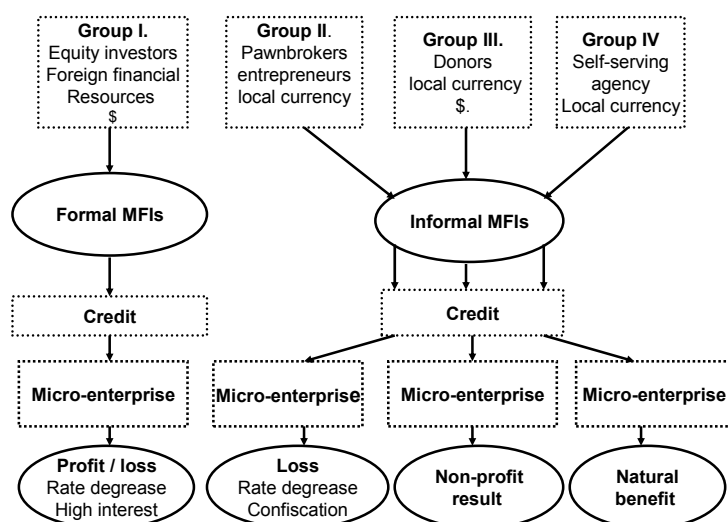 Group I.
Equity investors
Foreign financial
Resources
$
Group II.
Pawnbrokers
entrepreneurs
local currency
Group III.
Donors
local currency
$.
Group IV
Self-serving
agency
Local currency
Formal MFIs
Informal MFIs
Credit
Credit
Micro-enterprise
Micro-enterprise
Micro-enterprise
Micro-enterprise
Profit / loss
Rate degrease
High interest
Loss
Rate degrease
Confiscation
Non-profit
result
Natural
benefit